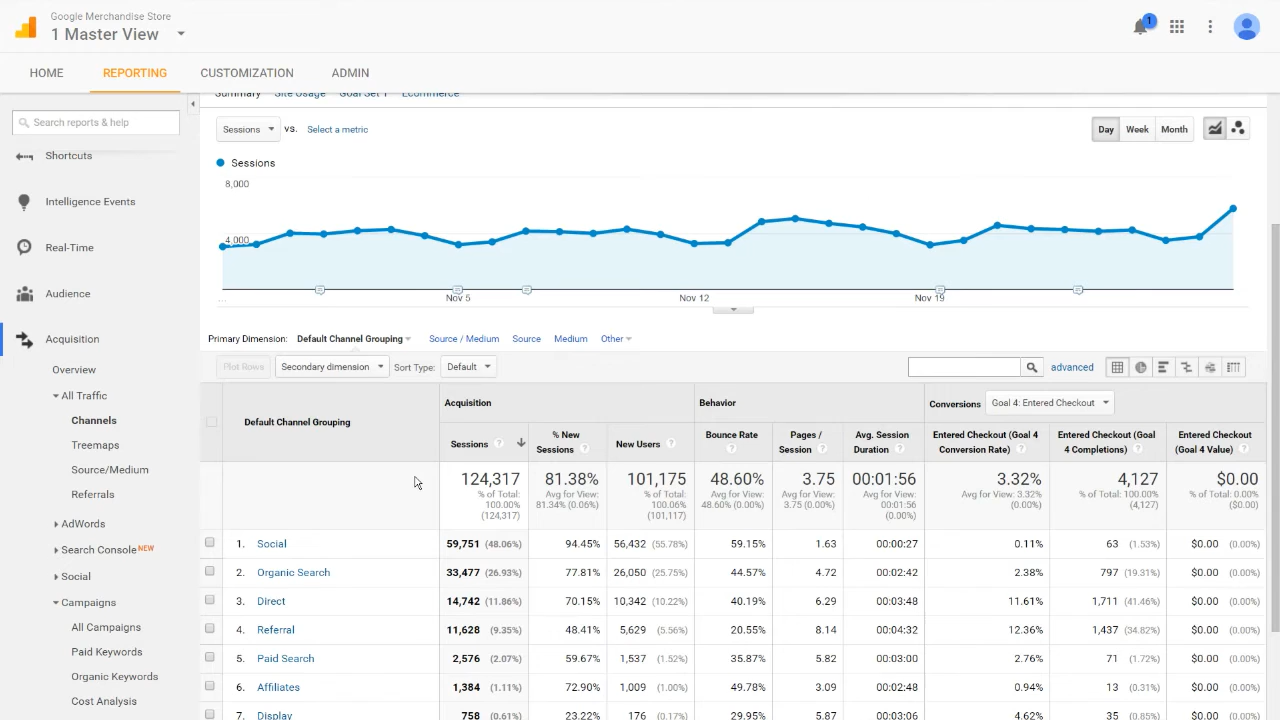 Google Merchandise Store
1 Master View
1
HOME REPORTING CUSTOMIZATION ADMIN
Search reports & help
Shortcuts
Intelligence Events
Real-Time
Audience
Acquisition
Overview
All Traffic
Channels
Treemaps
Source/Medium
Referrals
AdWords
Search Console NEW
Social
Campaigns
All Campaigns
Paid Keywords
Organic Keywords
Cost Analysis
Summary Site Usage Goal Set 1 Ecommerce
Sessions vs. Select a metric Day Week Month
Sessions
8,000
4,000
... Nov 5 Nov 12 Nov 19
Primary Dimension: Default Channel Grouping Source / Medium Source Medium Other
Plot Rows Secondary dimension Sort Type: Default advanced
Default Channel Grouping
Acquisition Behavior Conversions Goal 4: Entered Checkout
Sessions ? % New Sessions ? New Users ? Bounce Rate ? Pages / Session ? Avg. Session Duration ? Entered Checkout (Goal 4 Conversion Rate) ? Entered Checkout (Goal 4 Completions) ? Entered Checkout (Goal 4 Value) ?
124,317 81.38% 101,175 48.60% 3.75 00:01:56 3.32% 4,127 $0.00
% of Total: 100.00% (124,317) Avg for View: 81.34% (0.06%) % of Total: 100.06% (101,117) Avg for View: 48.60% (0.00%) Avg for View: 3.75 (0.00%) Avg for View: 00:01:56 (0.00%) Avg for View: 3.32% (0.00%) % of Total: 100.00% (4,127) % of Total: 0.00% ($0.00)
1. Social 59,751 (48.06%) 94.45% 56,432 (55.78%) 59.15% 1.63 00:00:27 0.11% 63 (1.53%) $0.00 (0.00%)
2. Organic Search 33,477 (26.93%) 77.81% 26,050 (25.75%) 44.57% 4.72 00:02:42 2.38% 797 (19.31%) $0.00 (0.00%)
3. Direct 14,742 (11.86%) 70.15% 10,342 (10.22%) 40.19% 6.29 00:03:48 11.61% 1,711 (41.46%) $0.00 (0.00%)
4. Referral 11,628 (9.35%) 48.41% 5,629 (5.56%) 20.55% 8.14 00:04:32 12.36% 1,437 (34.82%) $0.00 (0.00%)
5. Paid Search 2,576 (2.07%) 59.67% 1,537 (1.52%) 35.87% 5.82 00:03:00 2.76% 71 (1.72%) $0.00 (0.00%)
6. Affiliates 1,384 (1.11%) 72.90% 1,009 (1.00%) 49.78% 3.09 00:02:48 0.94% 13 (0.31%) $0.00 (0.00%)
7. Display 758 (0.61%) 23.22% 176 (0.17%) 29.95% 5.87 00:03:06 4.62% 35 (0.85%) $0.00 (0.00%)